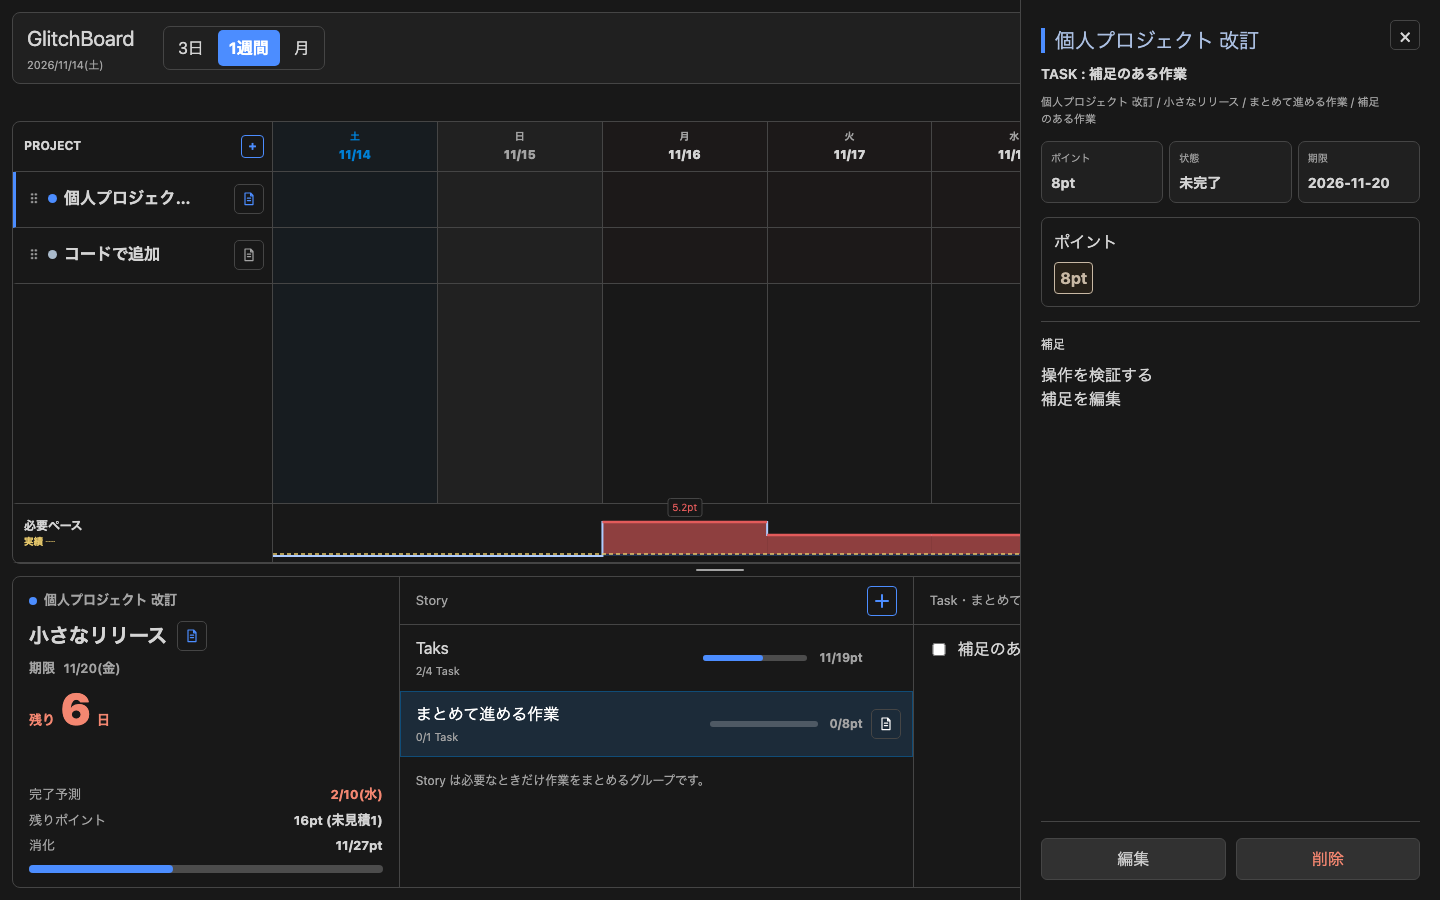 GlitchBoard
2026/11/14(土)
3日 1週間 月
PROJECT +
土 11/14
日 11/15
月 11/16
火 11/17
水 11/1
個人プロジェク...
コードで追加
必要ペース
実績 —
5.2pt
個人プロジェクト 改訂
小さなリリース
期限 11/20(金)
残り 6 日
完了予測 2/10(水)
残りポイント 16pt (未見積1)
消化 11/27pt
Story +
Taks 11/19pt
2/4 Task
まとめて進める作業 0/8pt
0/1 Task
Story は必要なときだけ作業をまとめるグループです。
Task・まとめて
補足のあ
個人プロジェクト 改訂 ×
TASK : 補足のある作業
個人プロジェクト 改訂 / 小さなリリース / まとめて進める作業 / 補足
のある作業
ポイント 状態 期限
8pt 未完了 2026-11-20
ポイント
8pt
補足
操作を検証する
補足を編集
編集 削除